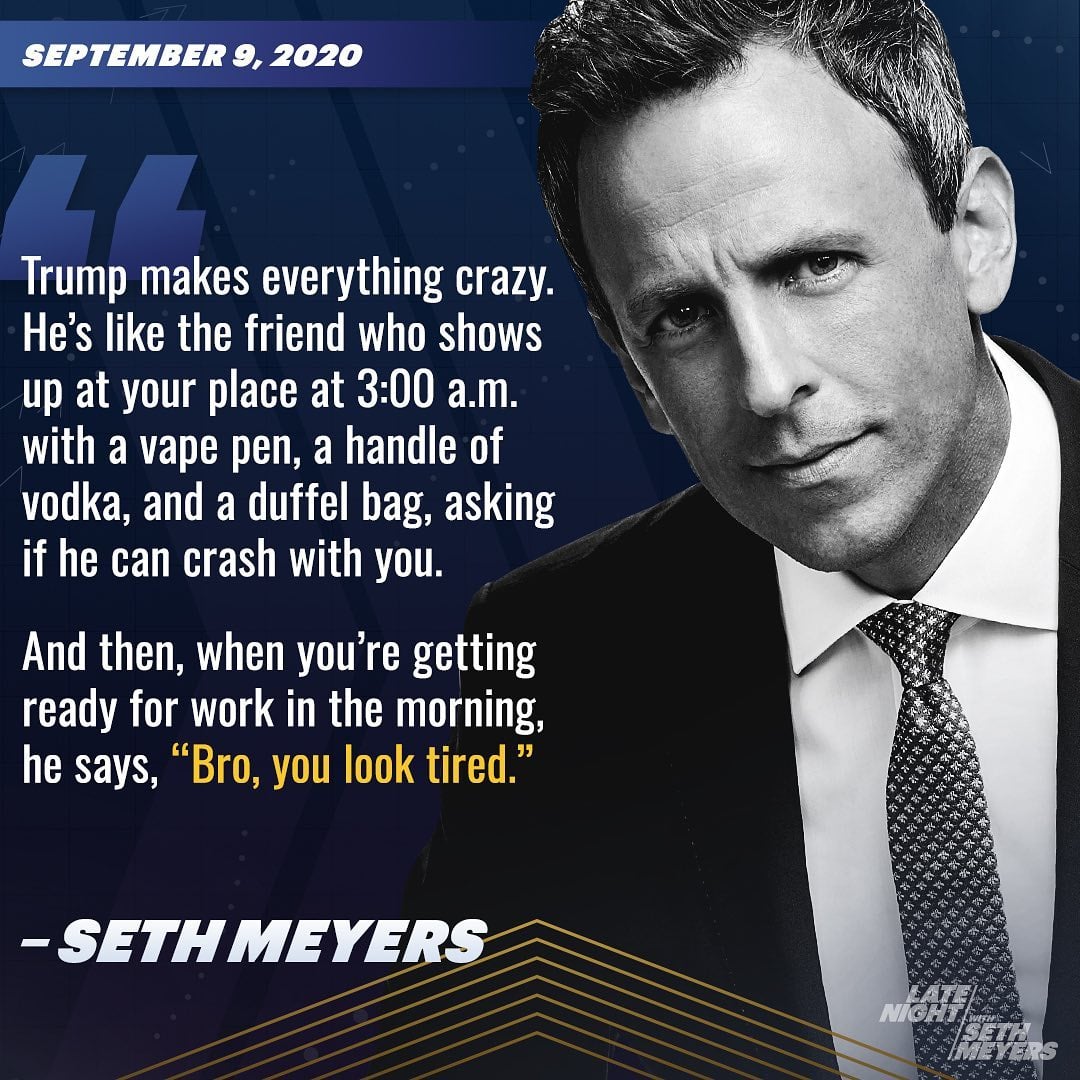 SEPTEMBER 9, 2020
“
Trump makes everything crazy.
He’s like the friend who shows
up at your place at 3:00 a.m.
with a vape pen, a handle of
vodka, and a duffel bag, asking
if he can crash with you.
And then, when you’re getting
ready for work in the morning,
he says, “Bro, you look tired.”
– SETH MEYERS
LATE
NIGHT WITH
SETH
MEYERS